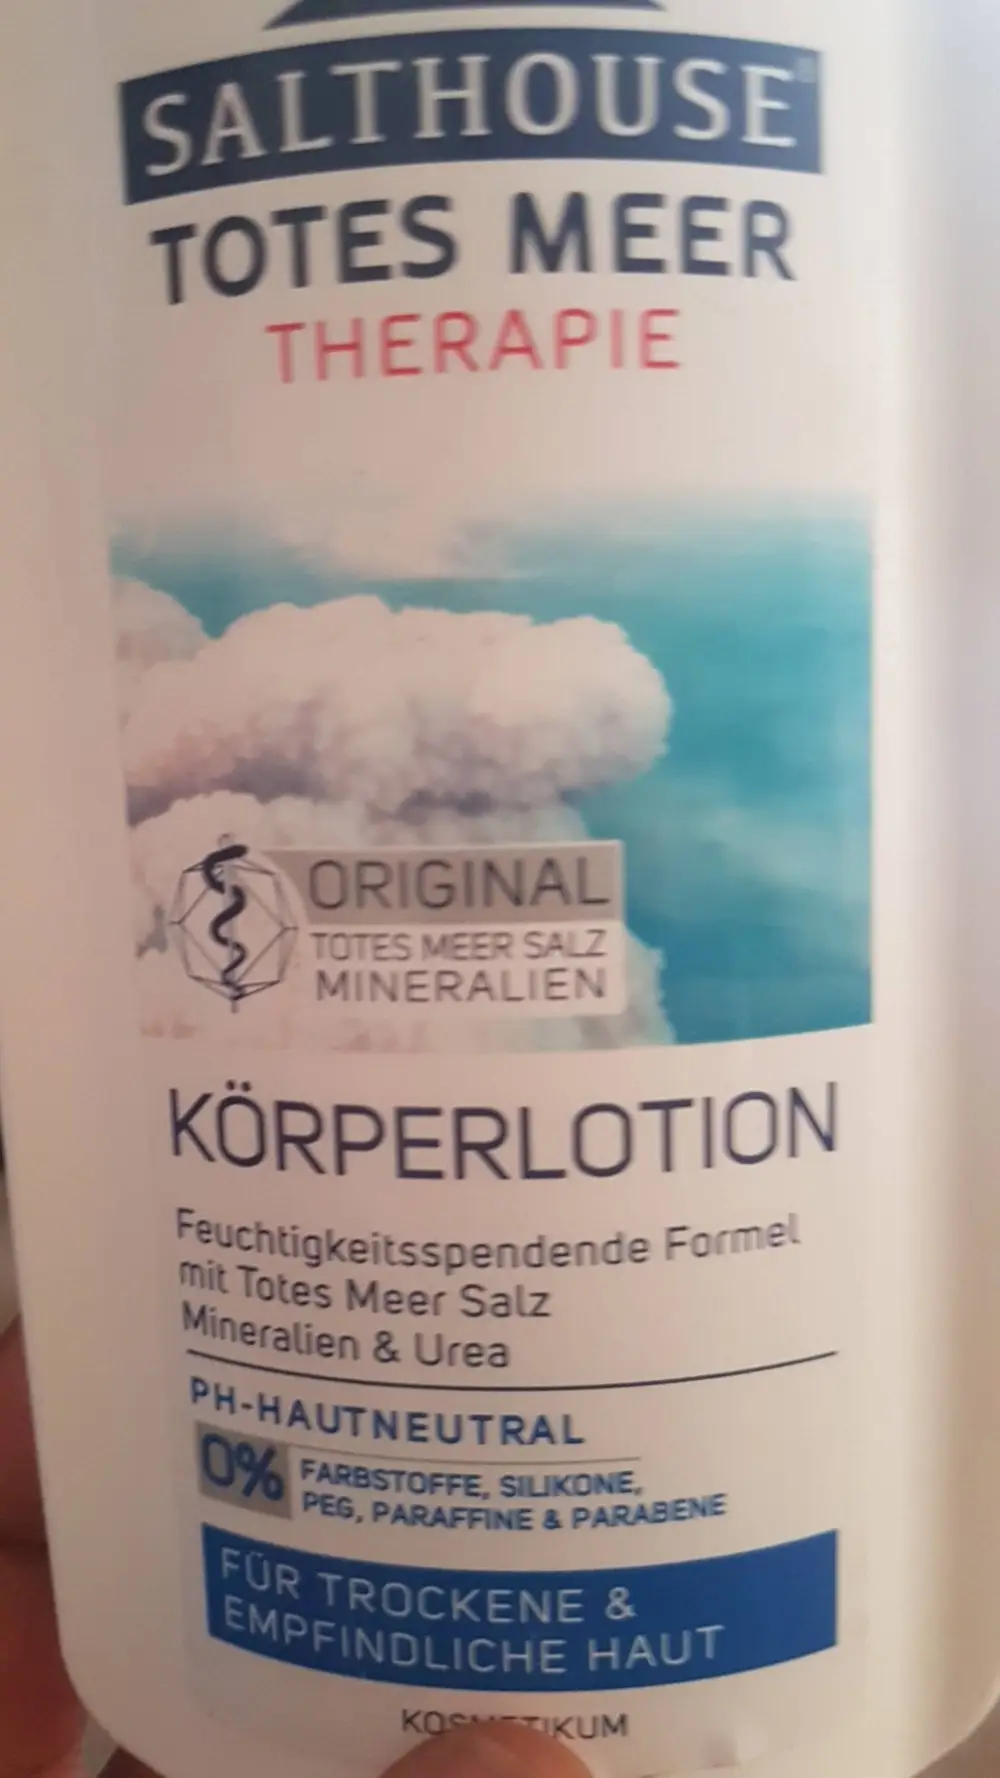 SALTHOUSE®
TOTES MEER
THERAPIE
ORIGINAL
TOTES MEER SALZ
MINERALIEN
KÖRPERLOTION
Feuchtigkeitsspendende Formel
mit Totes Meer Salz
Mineralien & Urea
PH-HAUTNEUTRAL
0% FARBSTOFFE, SILIKONE,
PEG, PARAFFINE & PARABENE
FÜR TROCKENE &
EMPFINDLICHE HAUT